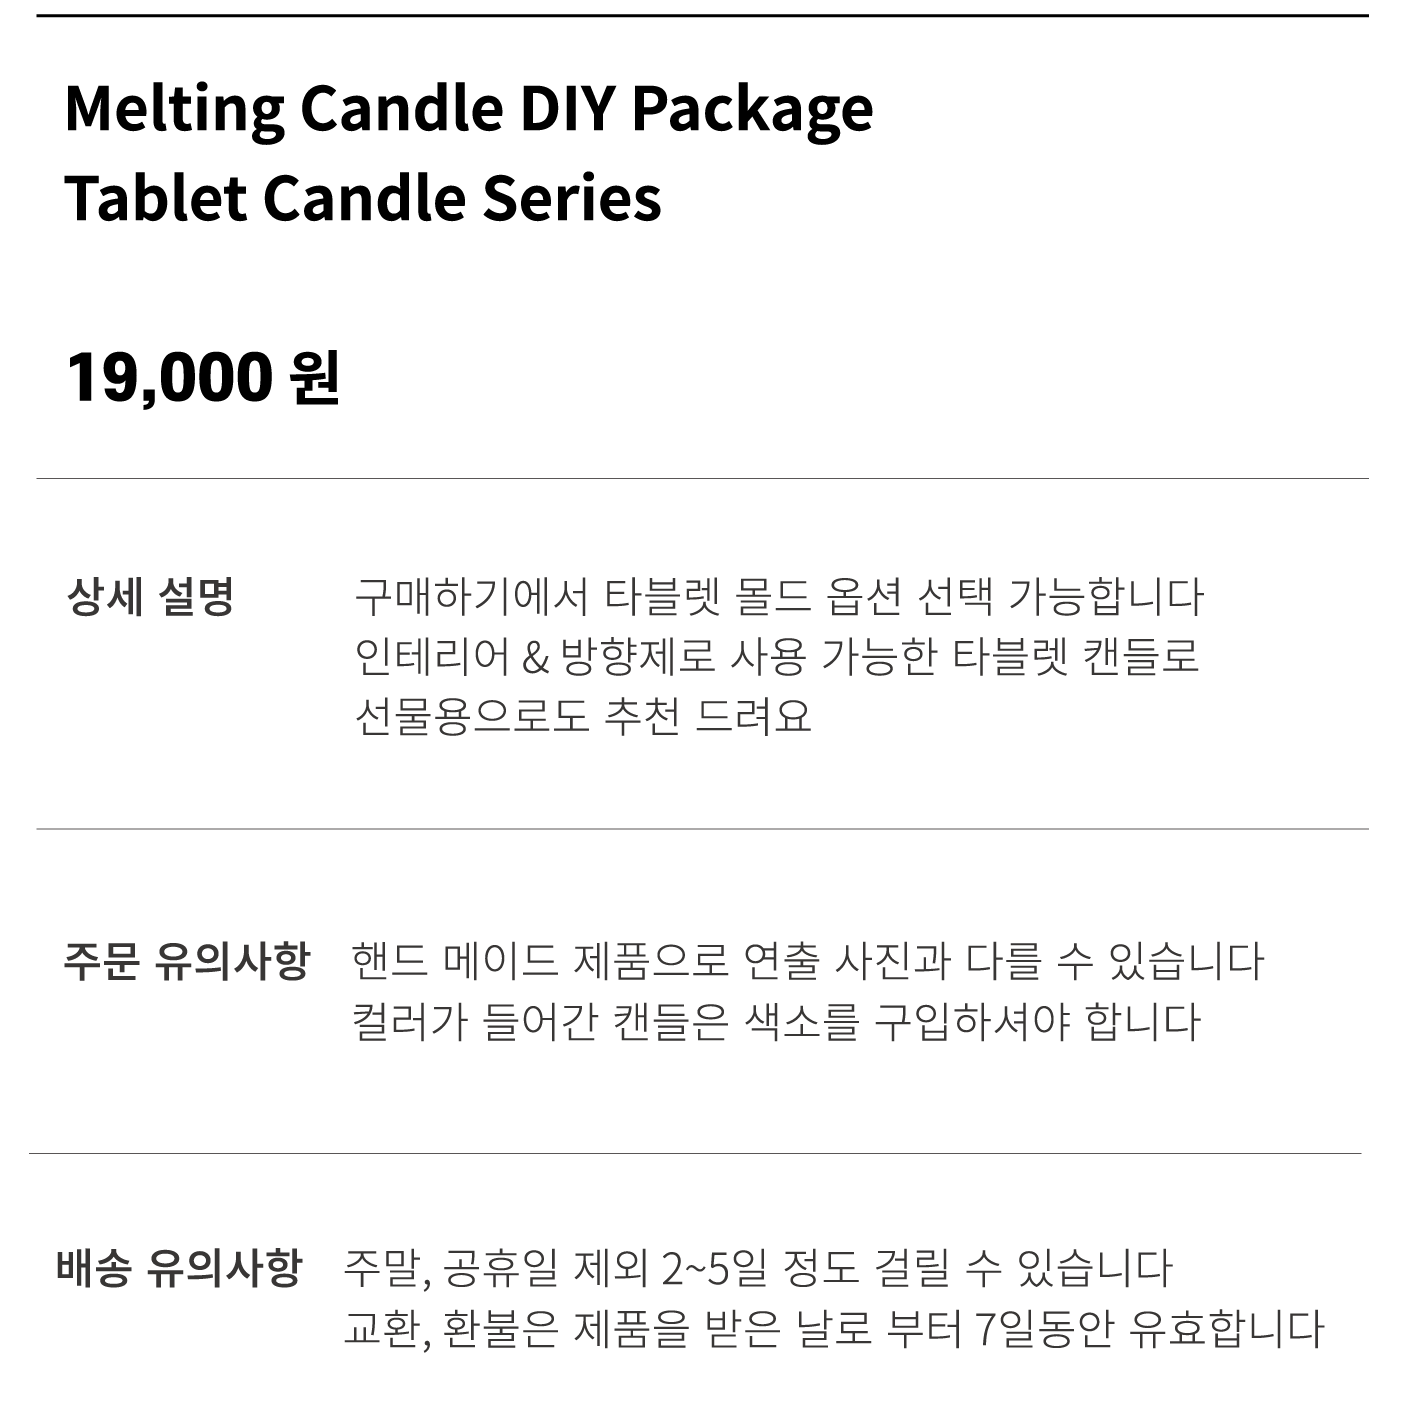 Melting Candle DIY Package
Tablet Candle Series
19,000 원
상세 설명
구매하기에서 타블렛 몰드 옵션 선택 가능합니다
인테리어 & 방향제로 사용 가능한 타블렛 캔들로
선물용으로도 추천 드려요
주문 유의사항
핸드 메이드 제품으로 연출 사진과 다를 수 있습니다
컬러가 들어간 캔들은 색소를 구입하셔야 합니다
배송 유의사항
주말, 공휴일 제외 2~5일 정도 걸릴 수 있습니다
교환, 환불은 제품을 받은 날로 부터 7일동안 유효합니다